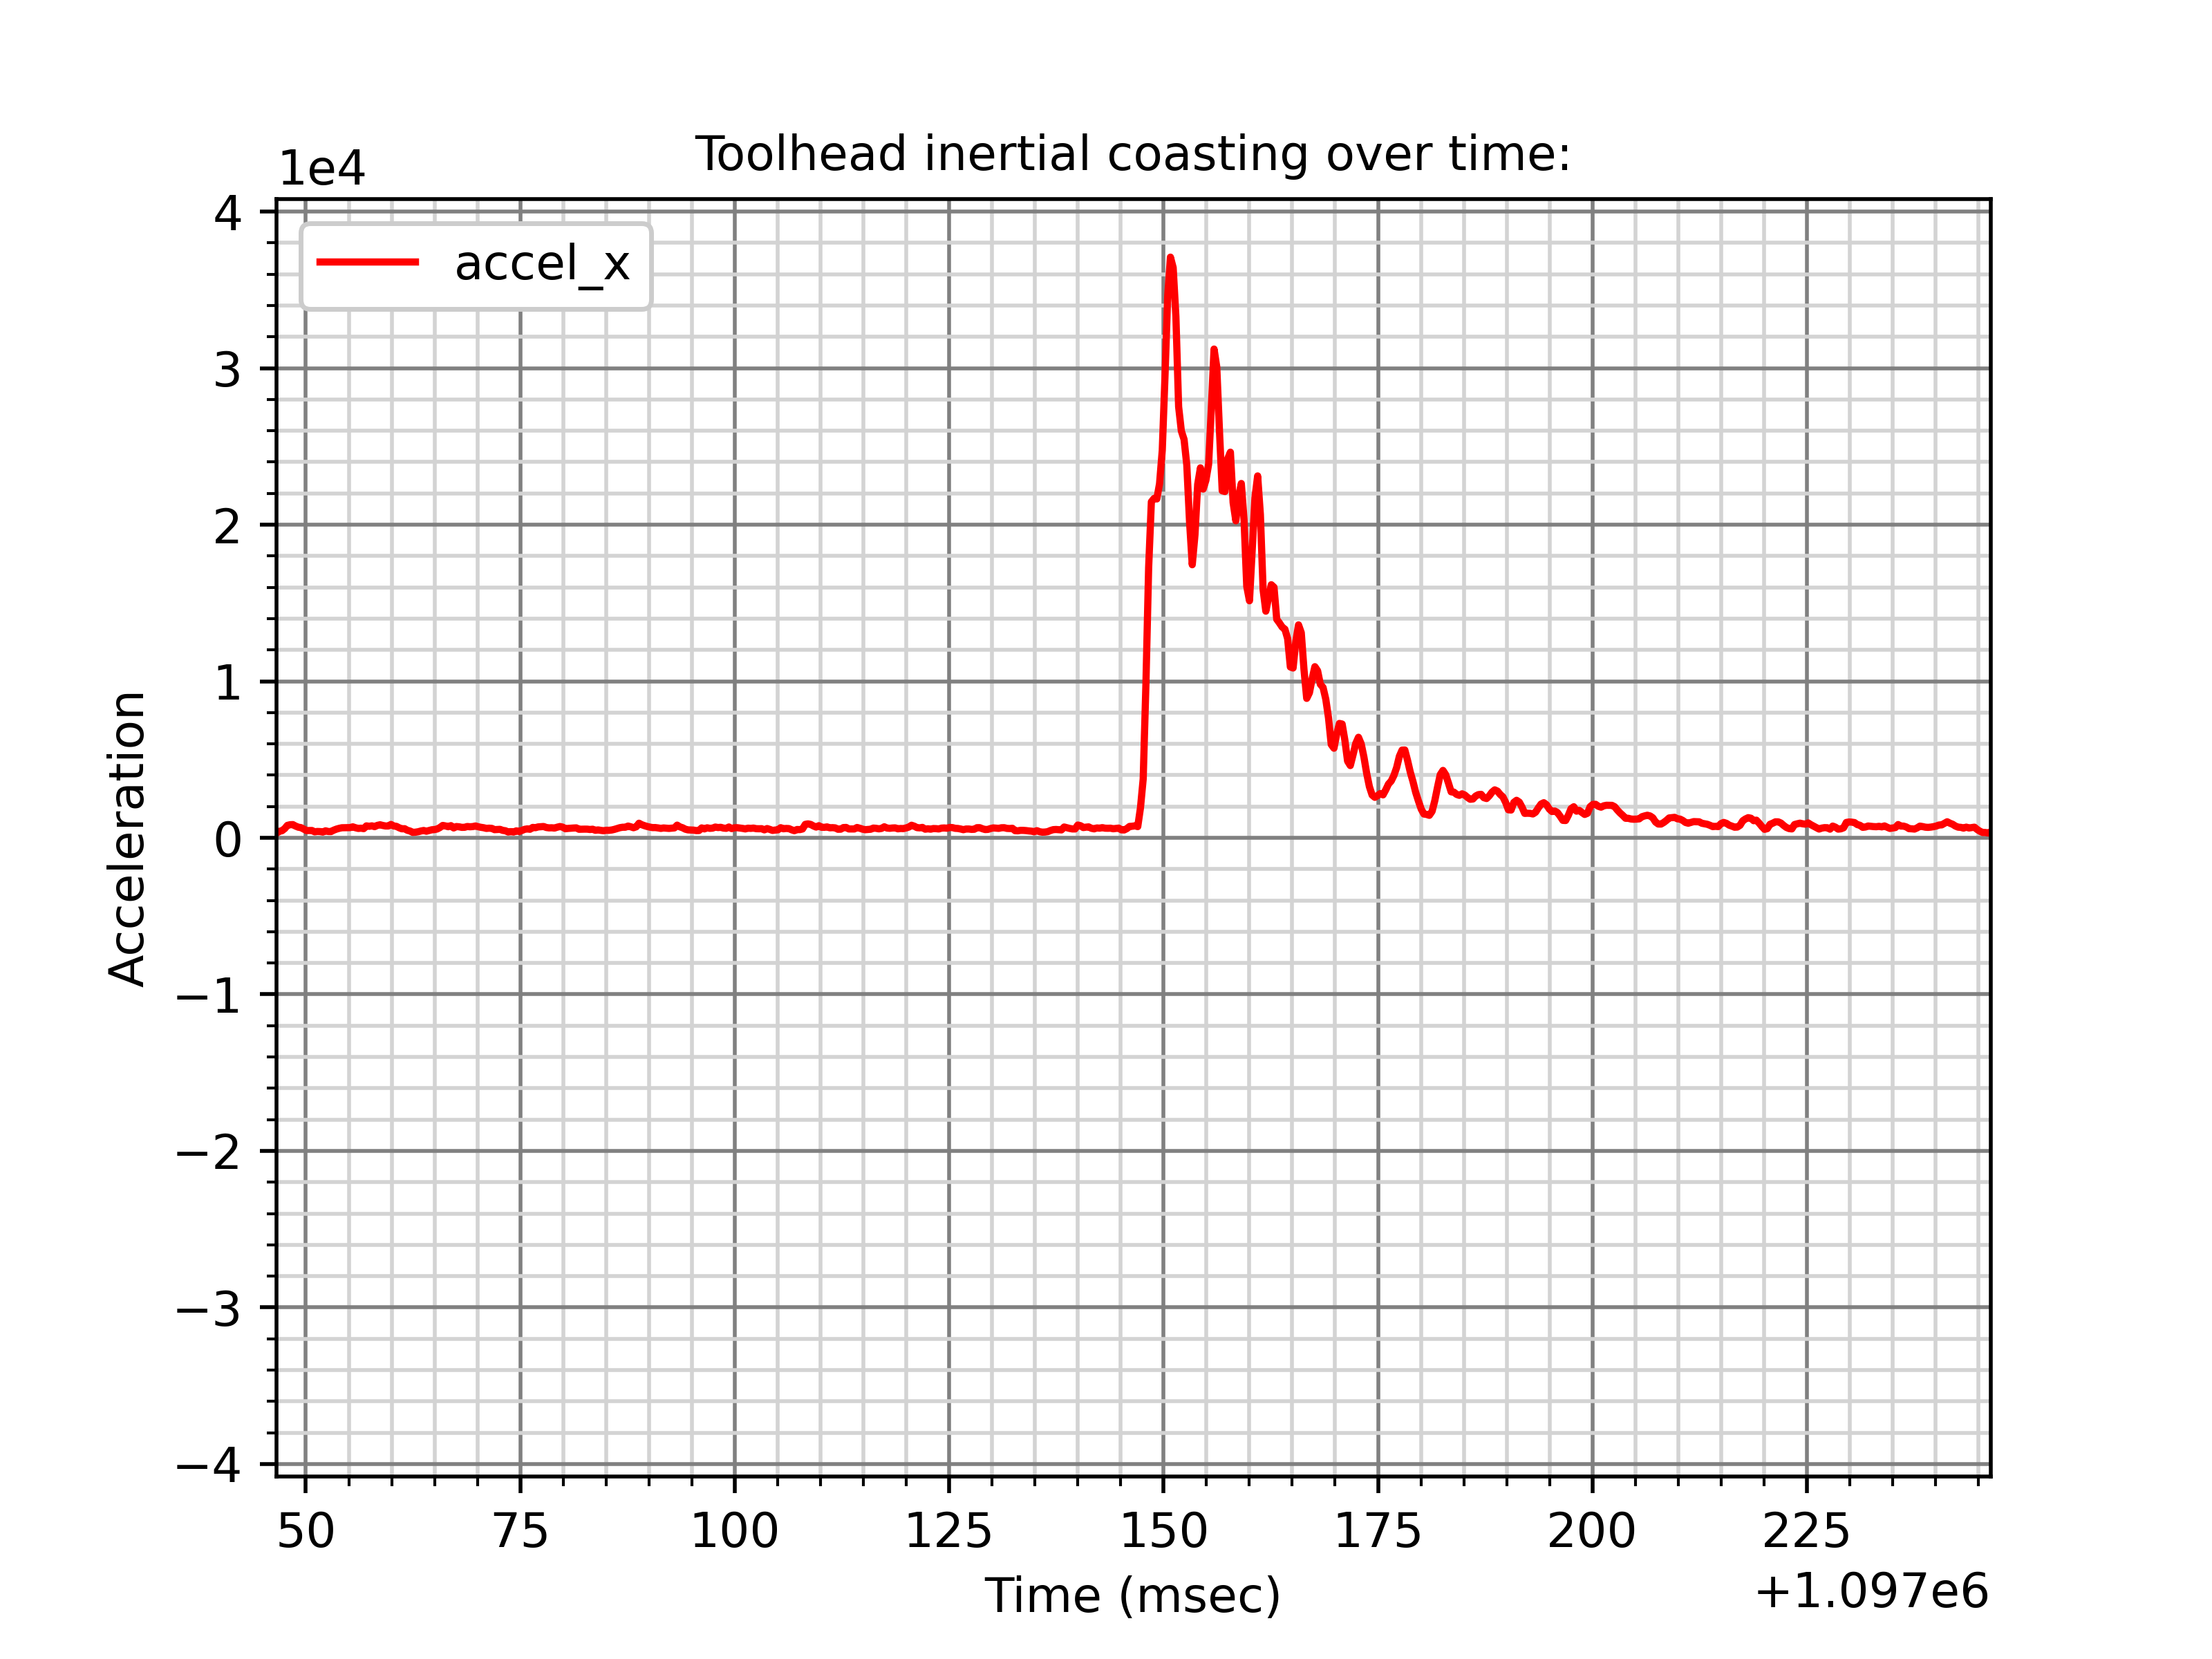 Toolhead inertial coasting over time:
1e4
accel_x
4
3
2
1
0
−1
−2
−3
−4
Acceleration
50 75 100 125 150 175 200 225
Time (msec)
+1.097e6